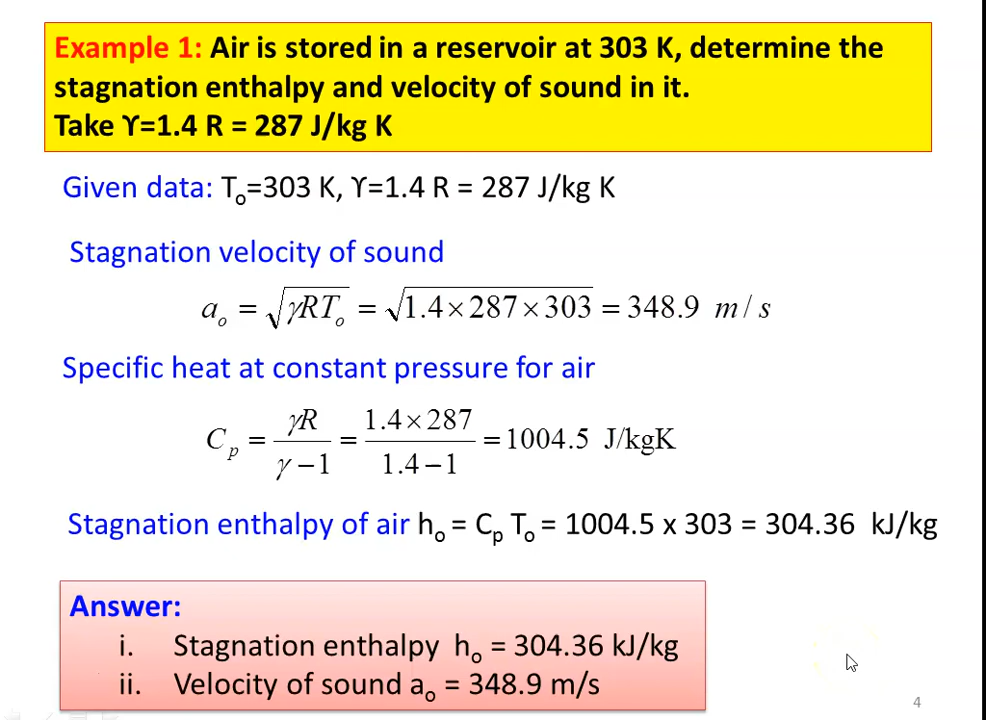 Example 1: Air is stored in a reservoir at 303 K, determine the
stagnation enthalpy and velocity of sound in it.
Take ϒ=1.4 R = 287 J/kg K
Given data: To=303 K, ϒ=1.4 R = 287 J/kg K
Stagnation velocity of sound
ao = √γRTo = √1.4×287×303 = 348.9 m/s
Specific heat at constant pressure for air
Cp = γR/γ−1 = 1.4×287/1.4−1 = 1004.5 J/kgK
Stagnation enthalpy of air ho = Cp To = 1004.5 x 303 = 304.36 kJ/kg
Answer:
i. Stagnation enthalpy ho = 304.36 kJ/kg
ii. Velocity of sound ao = 348.9 m/s
4